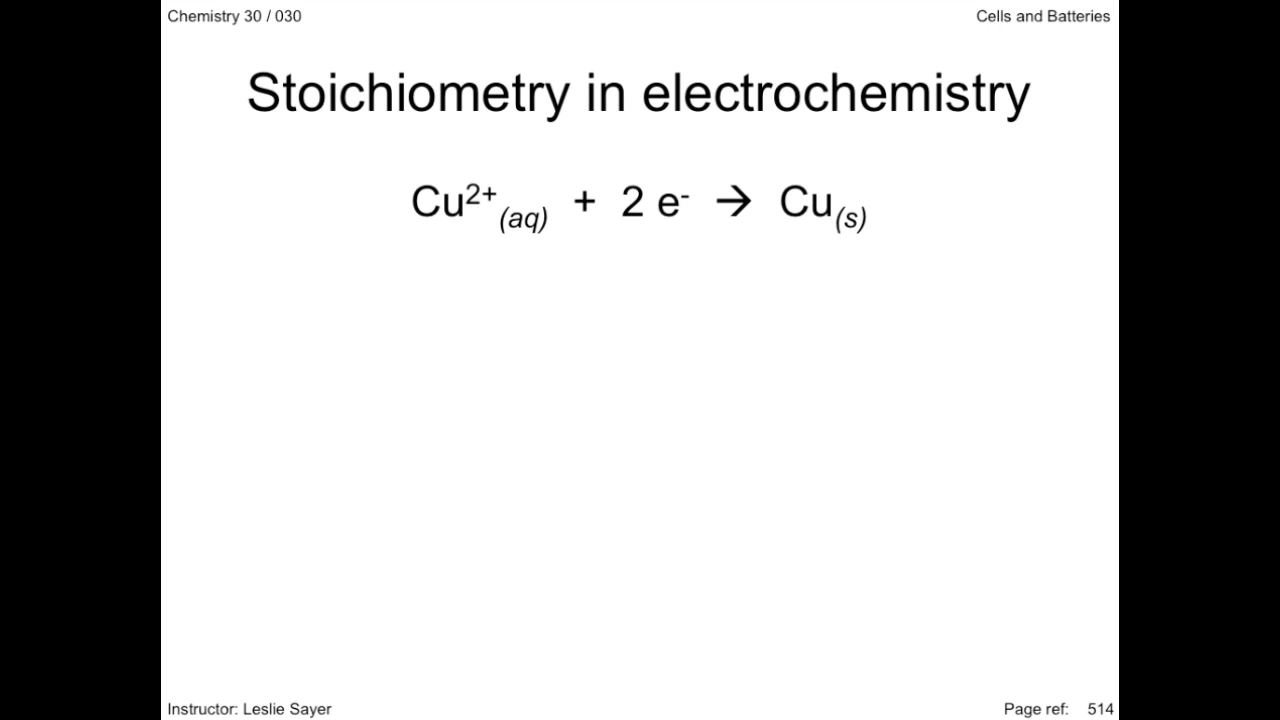 Chemistry 30 / 030
Cells and Batteries
Stoichiometry in electrochemistry
Cu²⁺(aq) + 2 e⁻ → Cu(s)
Instructor: Leslie Sayer
Page ref: 514